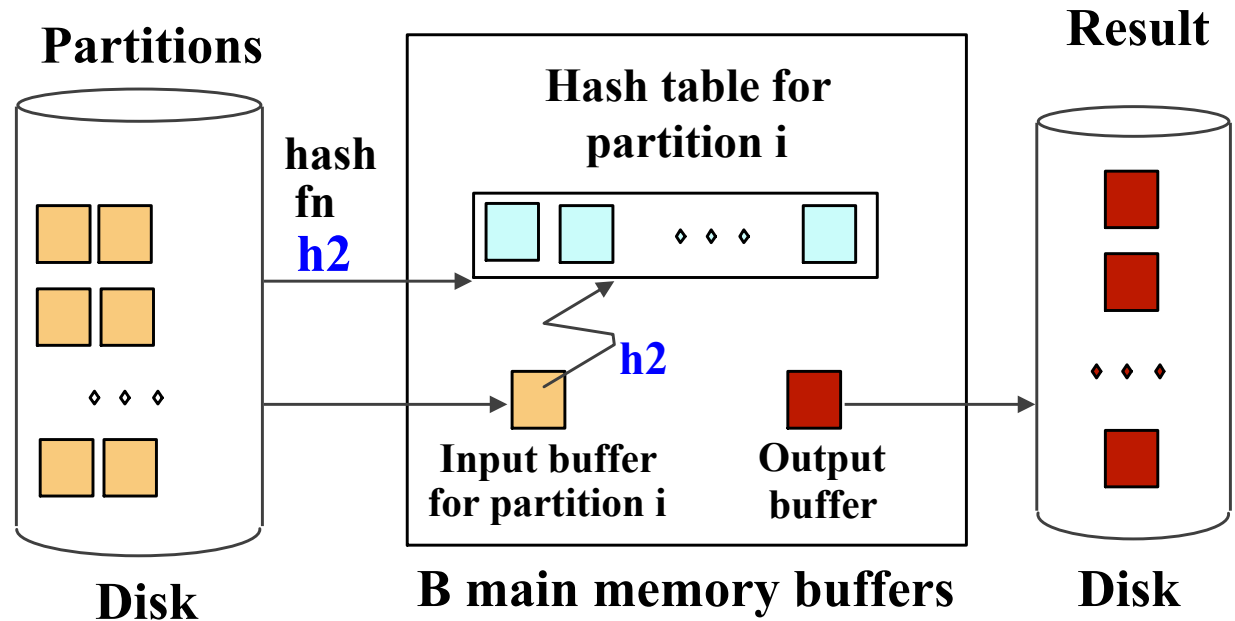 Partitions
Result
Hash table for
partition i
hash
fn
h2
h2
Input buffer
for partition i
Output
buffer
Disk
B main memory buffers
Disk